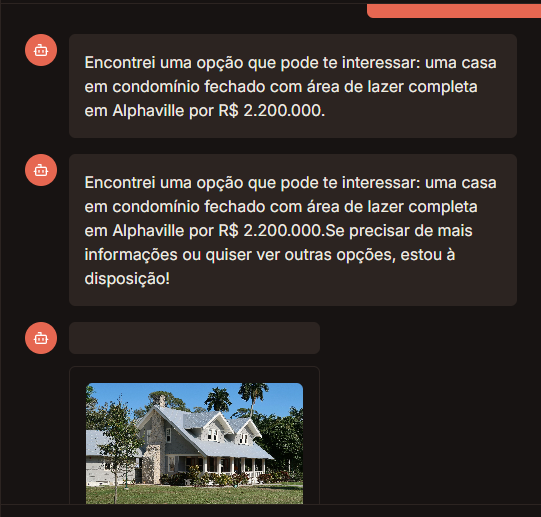 Encontrei uma opção que pode te interessar: uma casa
em condomínio fechado com área de lazer completa
em Alphaville por R$ 2.200.000.
Encontrei uma opção que pode te interessar: uma casa
em condomínio fechado com área de lazer completa
em Alphaville por R$ 2.200.000.Se precisar de mais
informações ou quiser ver outras opções, estou à
disposição!